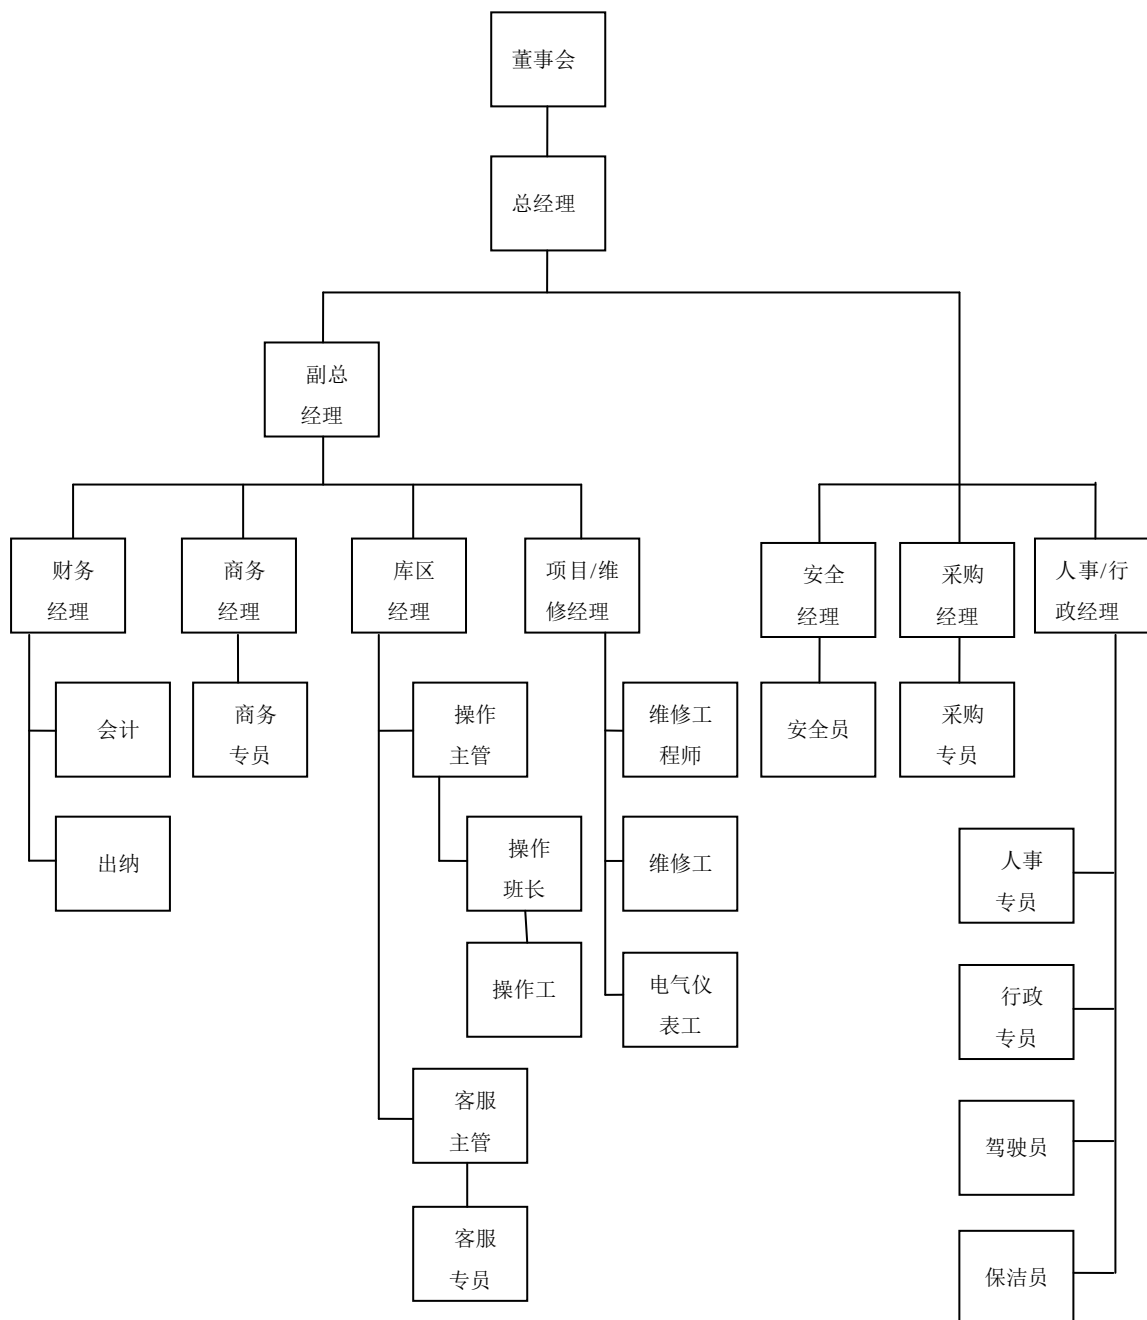 董事会
总经理
副总
经理
财务
经理
商务
经理
库区
经理
项目/维
修经理
安全
经理
采购
经理
人事/行
政经理
会计
商务
专员
操作
主管
维修工
程师
安全员
采购
专员
出纳
操作
班长
维修工
人事
专员
操作工
电气仪
表工
行政
专员
客服
主管
驾驶员
客服
专员
保洁员